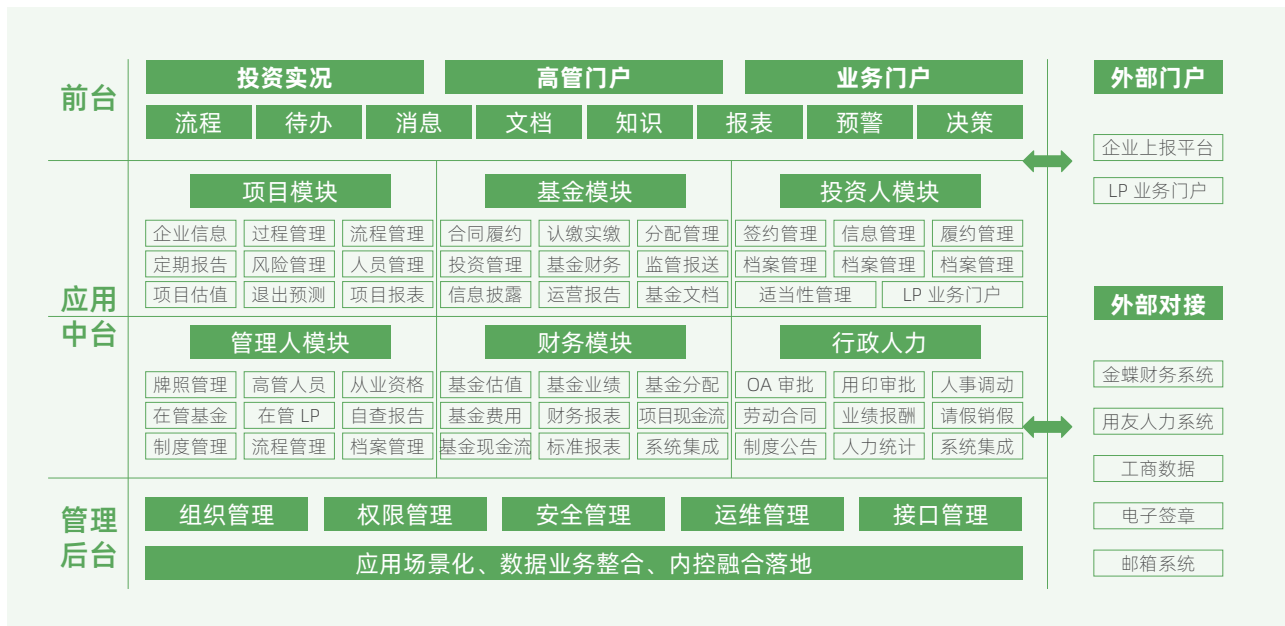 前台
投资实况 高管门户 业务门户
流程 待办 消息 文档 知识 报表 预警 决策
应用
中台
项目模块
企业信息 过程管理 流程管理
定期报告 风险管理 人员管理
项目估值 退出预测 项目报表
基金模块
合同履约 认缴实缴 分配管理
投资管理 基金财务 监管报送
信息披露 运营报告 基金文档
投资人模块
签约管理 信息管理 履约管理
档案管理 档案管理 档案管理
适当性管理 LP 业务门户
管理人模块
牌照管理 高管人员 从业资格
在管基金 在管 LP 自查报告
制度管理 流程管理 档案管理
财务模块
基金估值 基金业绩 基金分配
基金费用 财务报表 项目现金流
基金现金流 标准报表 系统集成
行政人力
OA 审批 用印审批 人事调动
劳动合同 业绩报酬 请假销假
制度公告 人力统计 系统集成
管理
后台
组织管理 权限管理 安全管理 运维管理 接口管理
应用场景化、数据业务整合、内控融合落地
外部门户
企业上报平台
LP 业务门户
外部对接
金蝶财务系统
用友人力系统
工商数据
电子签章
邮箱系统